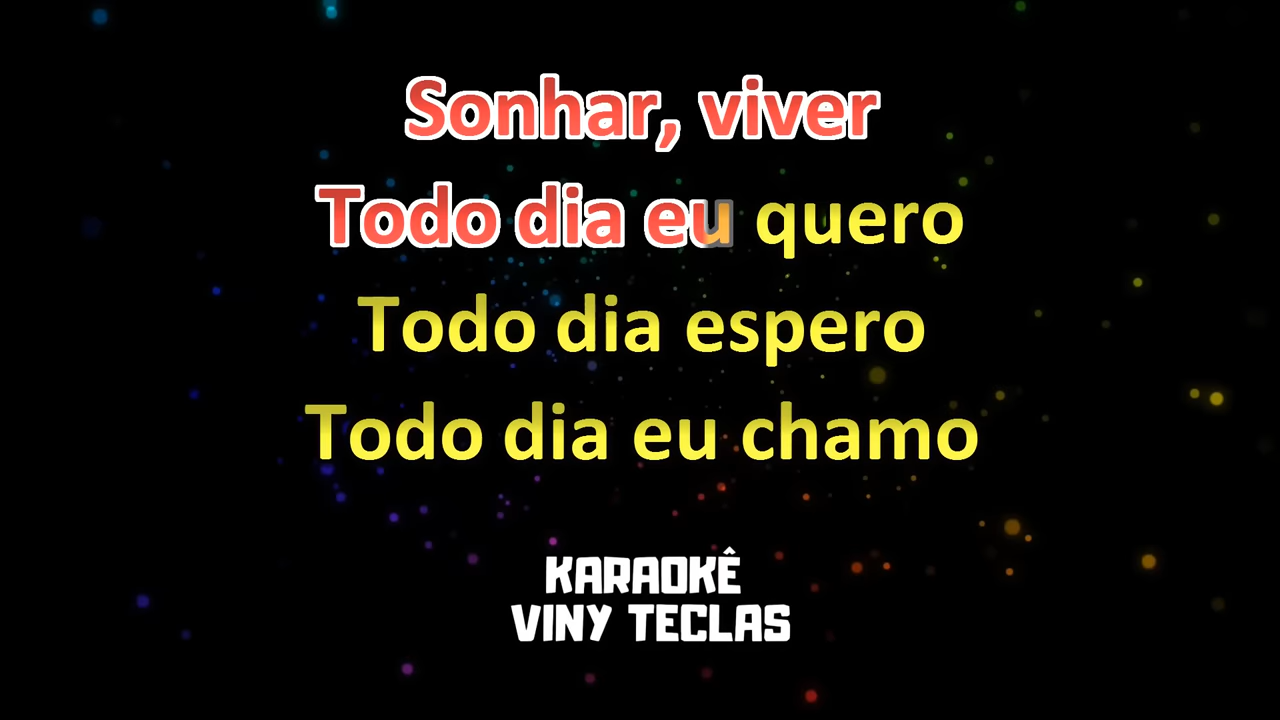 Sonhar, viver
Todo dia eu quero
Todo dia espero
Todo dia eu chamo
KARAOKÊ
VINY TECLAS